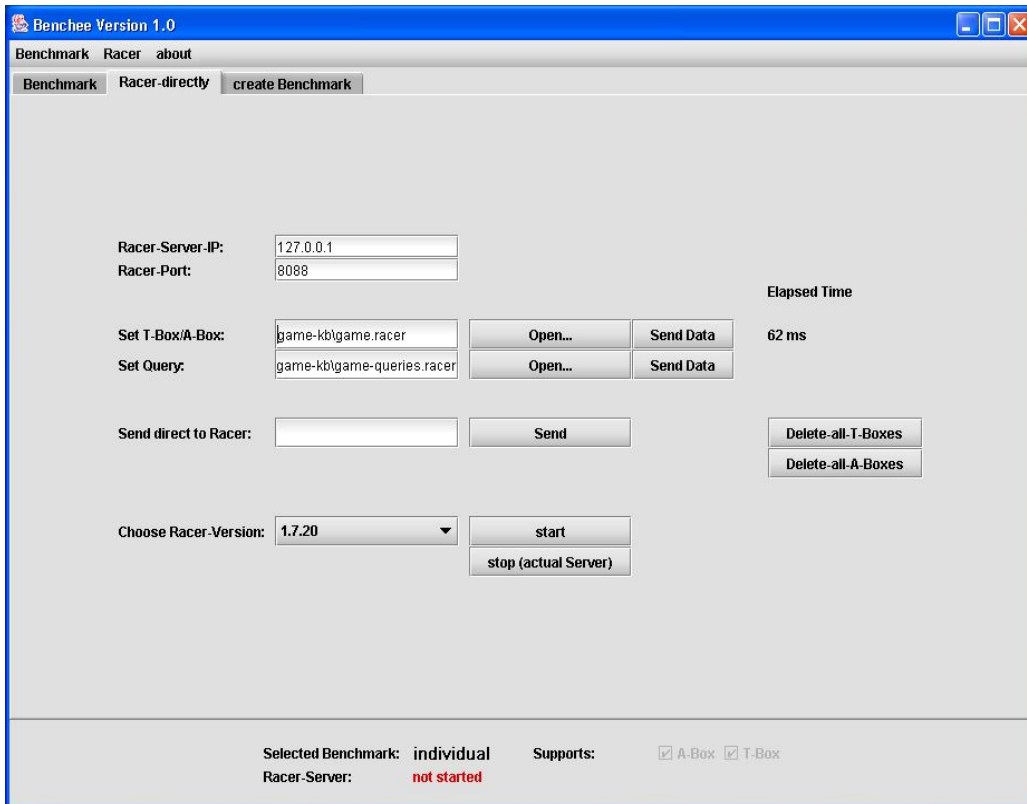 Benchee Version 1.0
Benchmark Racer about
Benchmark Racer-directly create Benchmark
Racer-Server-IP: 127.0.0.1
Racer-Port: 8088
Elapsed Time
Set T-Box/A-Box: game-kb\game.racer Open... Send Data 62 ms
Set Query: game-kb\game-queries.racer Open... Send Data
Send direct to Racer: Send Delete-all-T-Boxes
Delete-all-A-Boxes
Choose Racer-Version: 1.7.20 start
stop (actual Server)
Selected Benchmark: individual Supports: A-Box T-Box
Racer-Server: not started